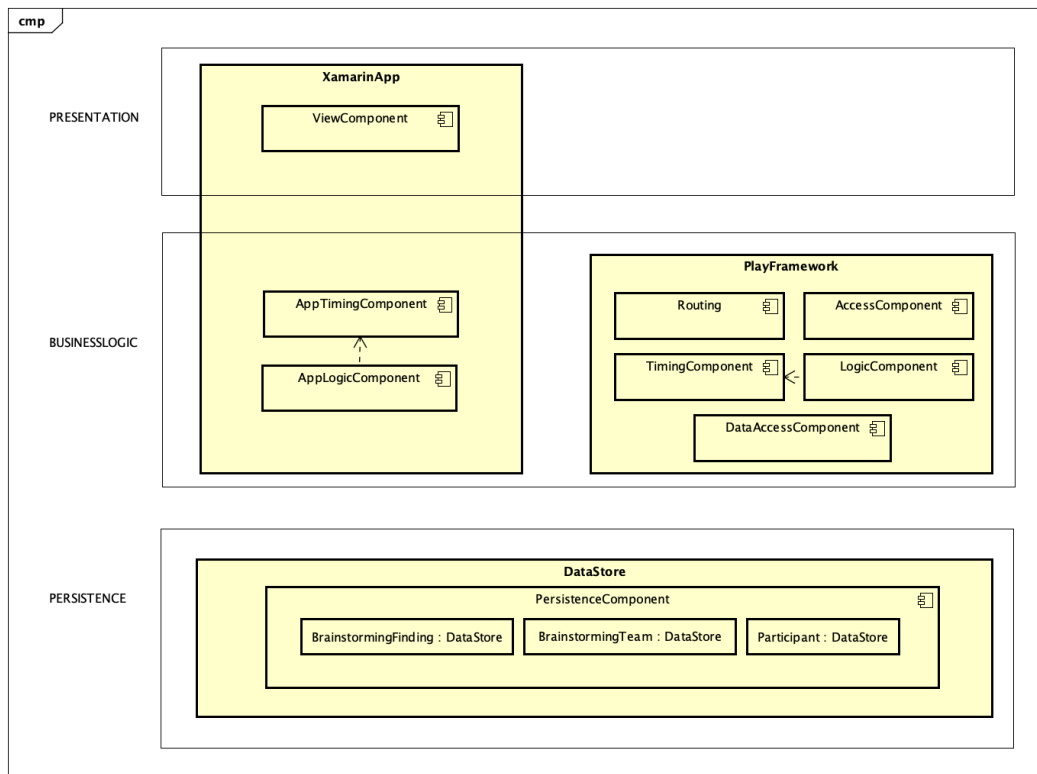 cmp
PRESENTATION
XamarinApp
ViewComponent
BUSINESSLOGIC
AppTimingComponent
AppLogicComponent
PlayFramework
Routing
AccessComponent
TimingComponent
LogicComponent
DataAccessComponent
PERSISTENCE
DataStore
PersistenceComponent
BrainstormingFinding : DataStore
BrainstormingTeam : DataStore
Participant : DataStore